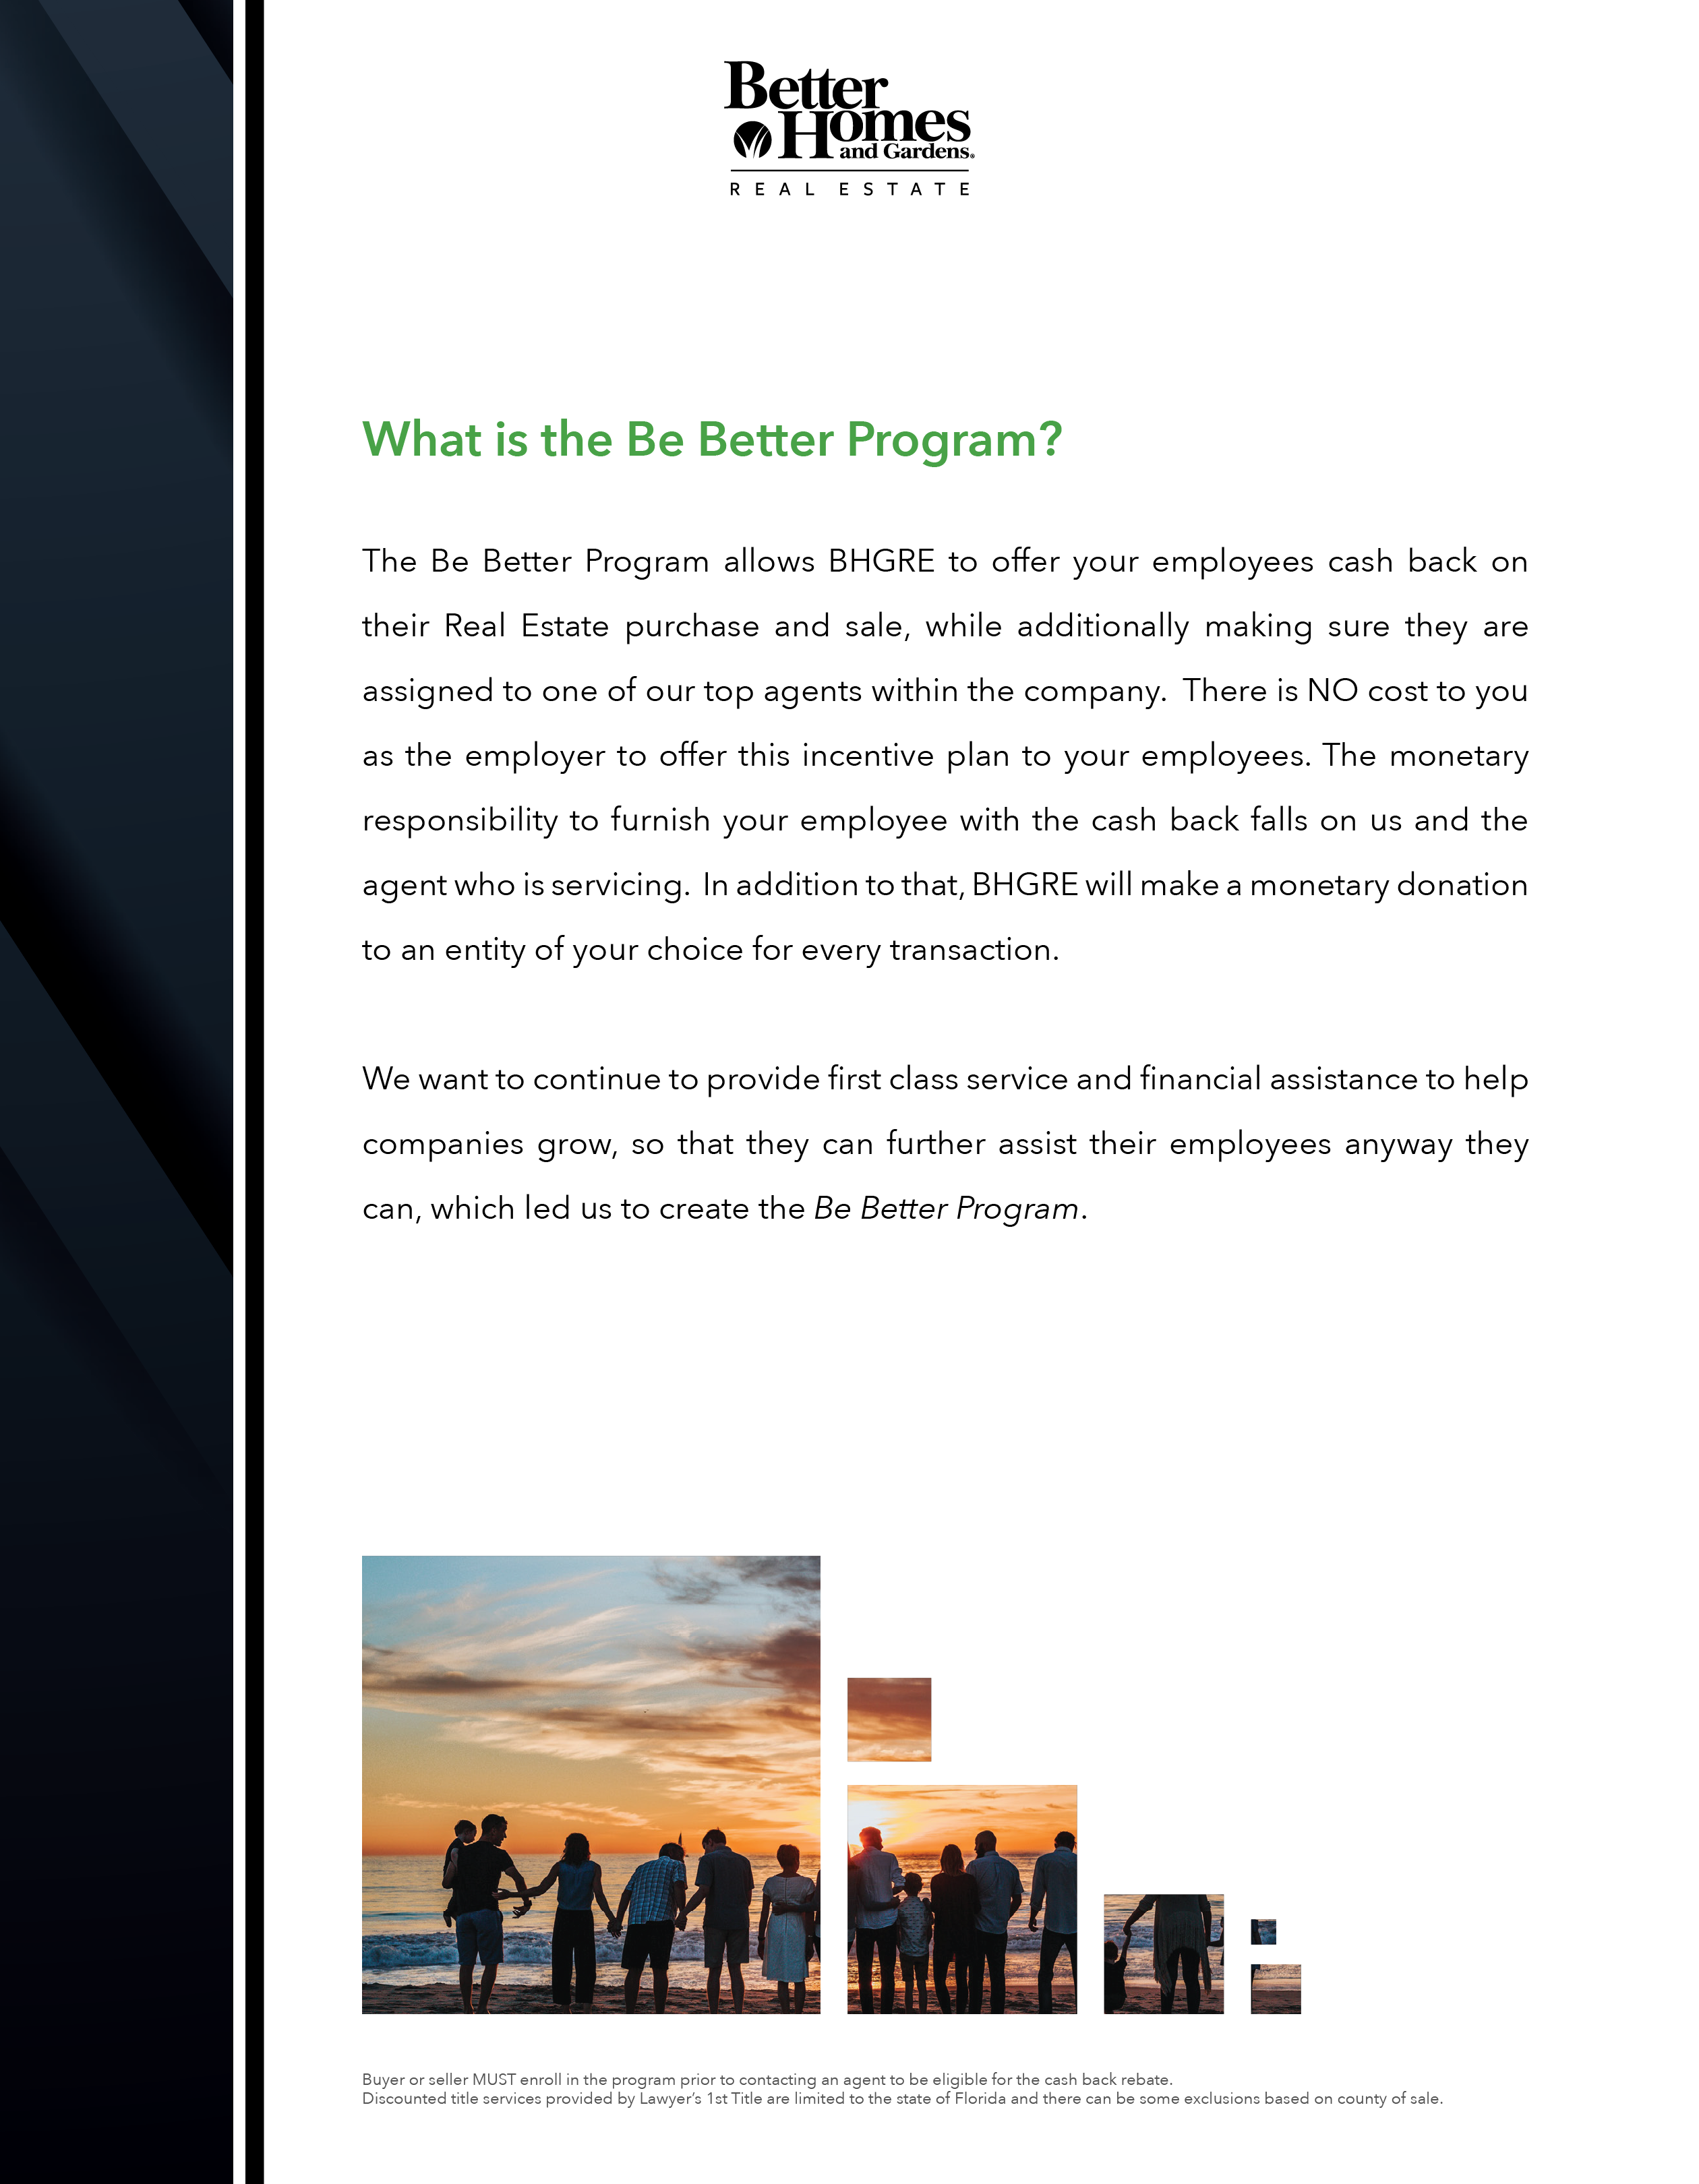 Better
Homes
and Gardens®
REAL ESTATE
What is the Be Better Program?
The Be Better Program allows BHGRE to offer your employees cash back on
their Real Estate purchase and sale, while additionally making sure they are
assigned to one of our top agents within the company.  There is NO cost to you
as the employer to offer this incentive plan to your employees. The monetary
responsibility to furnish your employee with the cash back falls on us and the
agent who is servicing.  In addition to that, BHGRE will make a monetary donation
to an entity of your choice for every transaction.
We want to continue to provide first class service and financial assistance to help
companies grow, so that they can further assist their employees anyway they
can, which led us to create the Be Better Program.
Buyer or seller MUST enroll in the program prior to contacting an agent to be eligible for the cash back rebate.
Discounted title services provided by Lawyer’s 1st Title are limited to the state of Florida and there can be some exclusions based on county of sale.